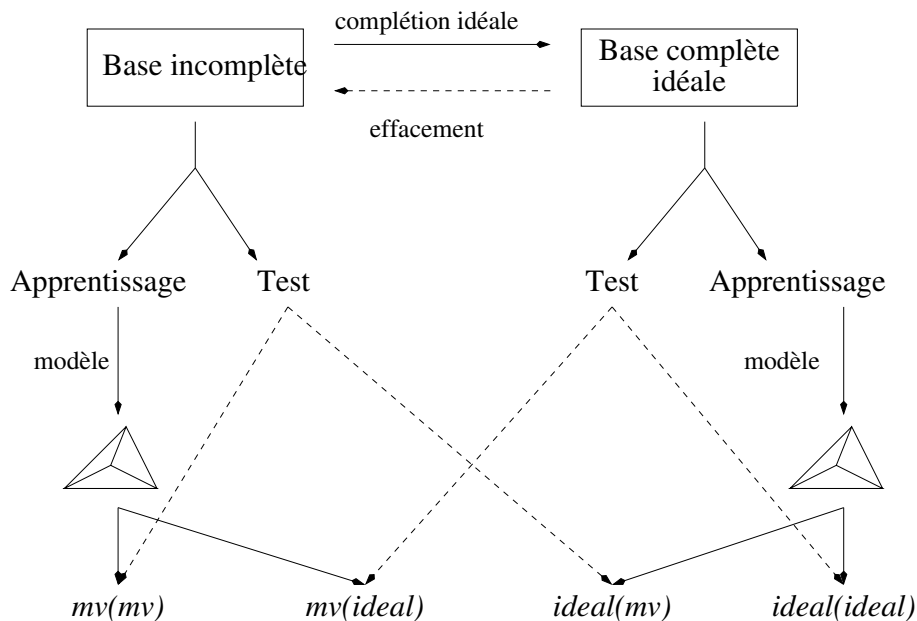 complétion idéale
Base incomplète
Base complète
idéale
effacement
Apprentissage
Test
Test
Apprentissage
modèle
modèle
mv(mv)
mv(ideal)
ideal(mv)
ideal(ideal)